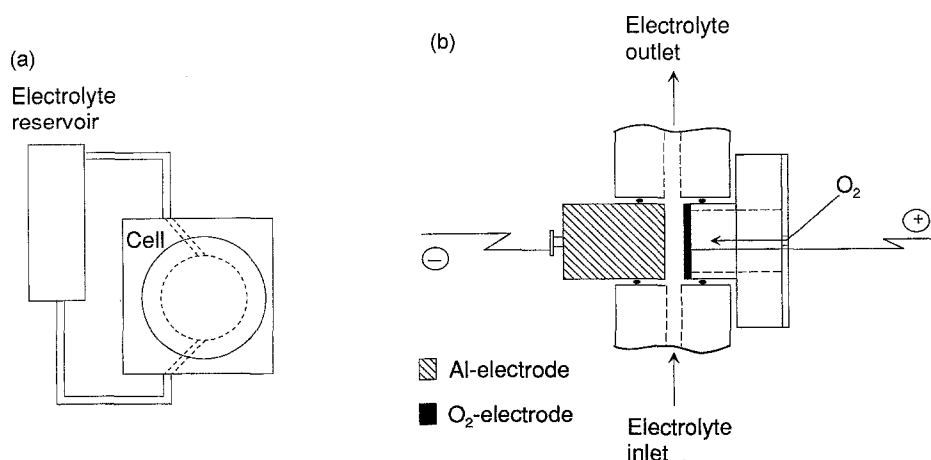 (a)
Electrolyte
reservoir
Cell
(b)
Electrolyte
outlet
O₂
+
−
Al-electrode
O₂-electrode
Electrolyte
inlet